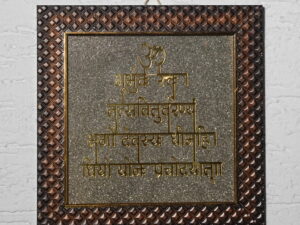 ॐ
भूर्भुवः स्वः
तत्सवितुर्वरेण्यं
भर्गो देवस्य धीमहि
धियो यो नः प्रचोदयात्॥